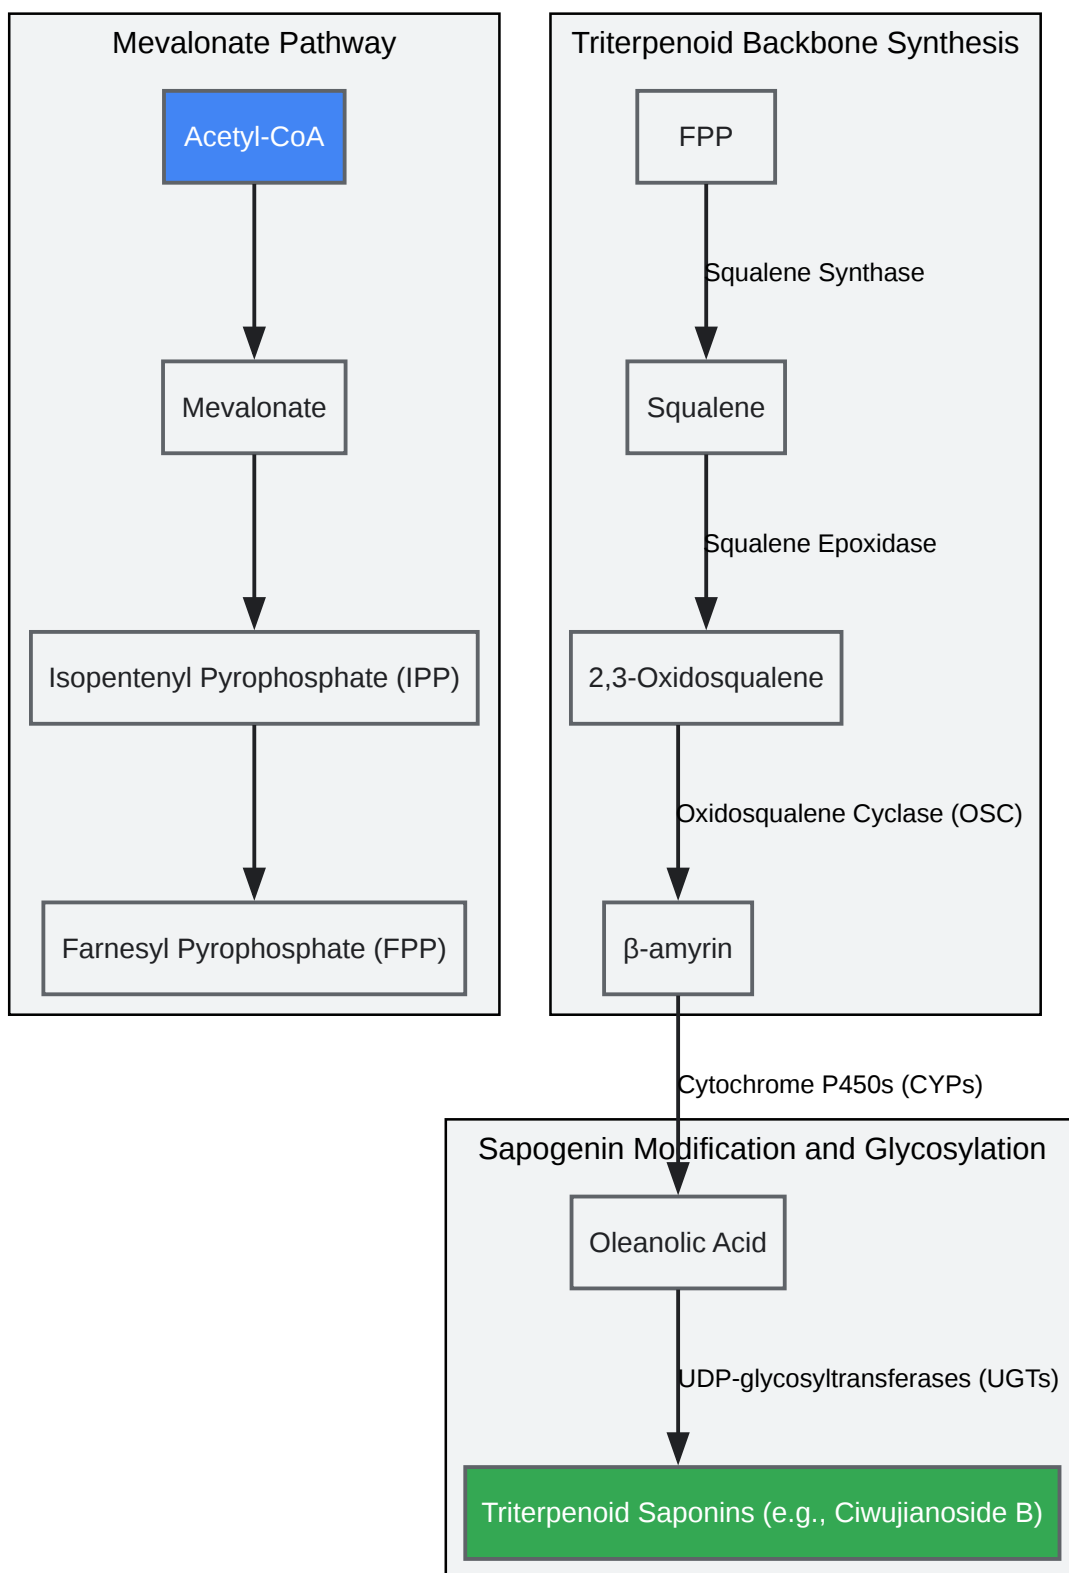 Mevalonate Pathway
Acetyl-CoA
Mevalonate
Isopentenyl Pyrophosphate (IPP)
Farnesyl Pyrophosphate (FPP)
Triterpenoid Backbone Synthesis
FPP
Squalene Synthase
Squalene
Squalene Epoxidase
2,3-Oxidosqualene
Oxidosqualene Cyclase (OSC)
β-amyrin
Cytochrome P450s (CYPs)
Sapogenin Modification and Glycosylation
Oleanolic Acid
UDP-glycosyltransferases (UGTs)
Triterpenoid Saponins (e.g., Ciwujianoside B)